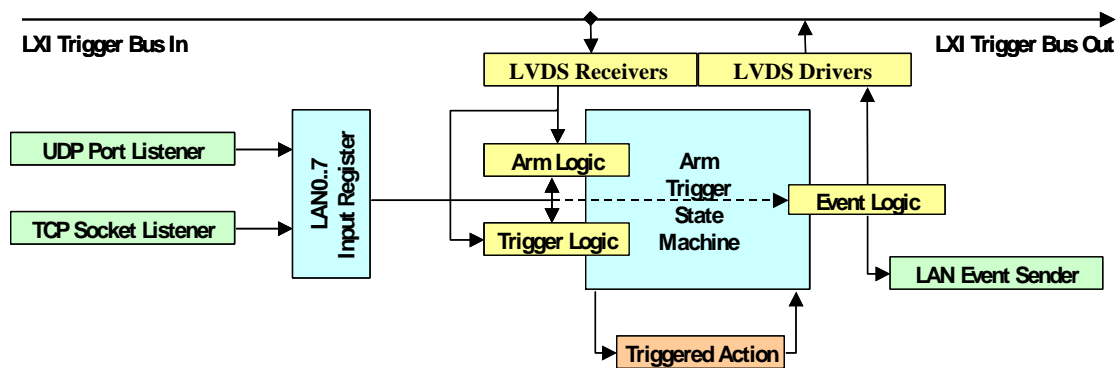 LXI Trigger Bus In
LXI Trigger Bus Out
LVDS Receivers
LVDS Drivers
UDP Port Listener
TCP Socket Listener
LAN0..7
Input Register
Arm Logic
Trigger Logic
Arm
Trigger
State
Machine
Event Logic
LAN Event Sender
Triggered Action